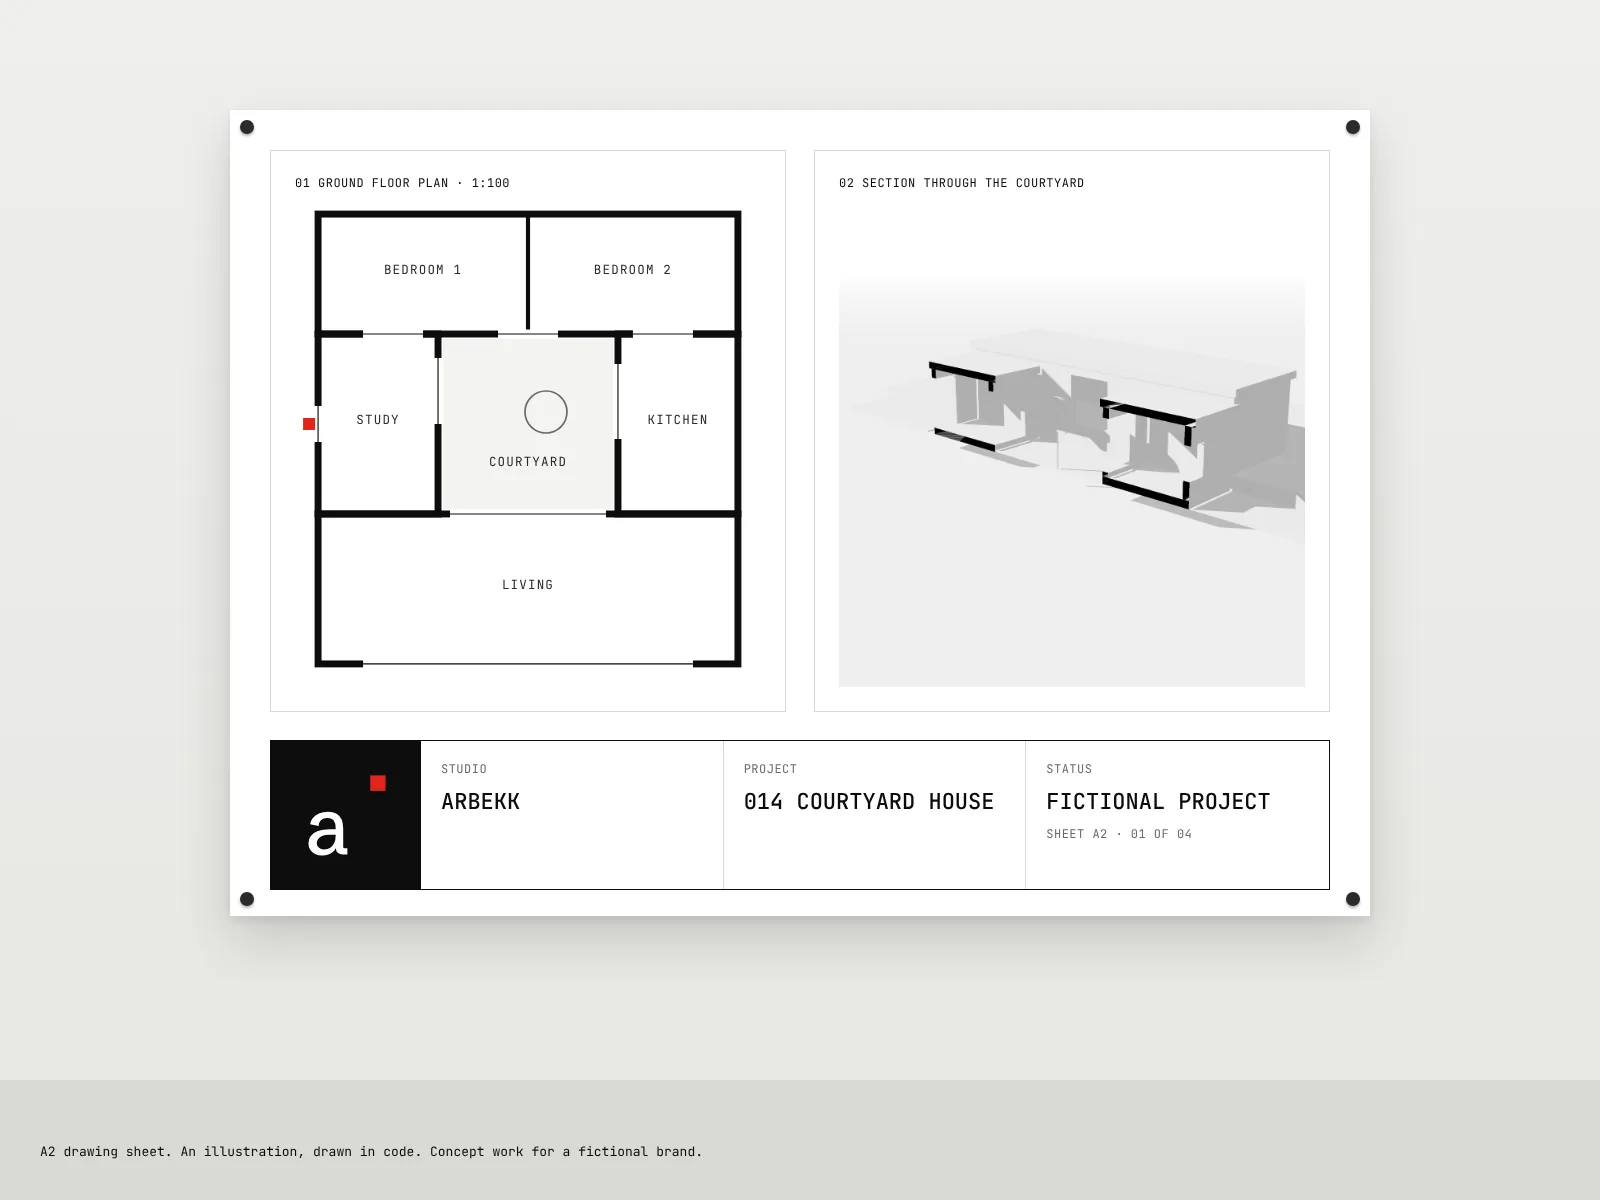 01 GROUND FLOOR PLAN · 1:100
BEDROOM 1
BEDROOM 2
STUDY
KITCHEN
COURTYARD
LIVING
02 SECTION THROUGH THE COURTYARD
a
STUDIO
ARBEKK
PROJECT
014 COURTYARD HOUSE
STATUS
FICTIONAL PROJECT
SHEET A2 · 01 OF 04
A2 drawing sheet. An illustration, drawn in code. Concept work for a fictional brand.